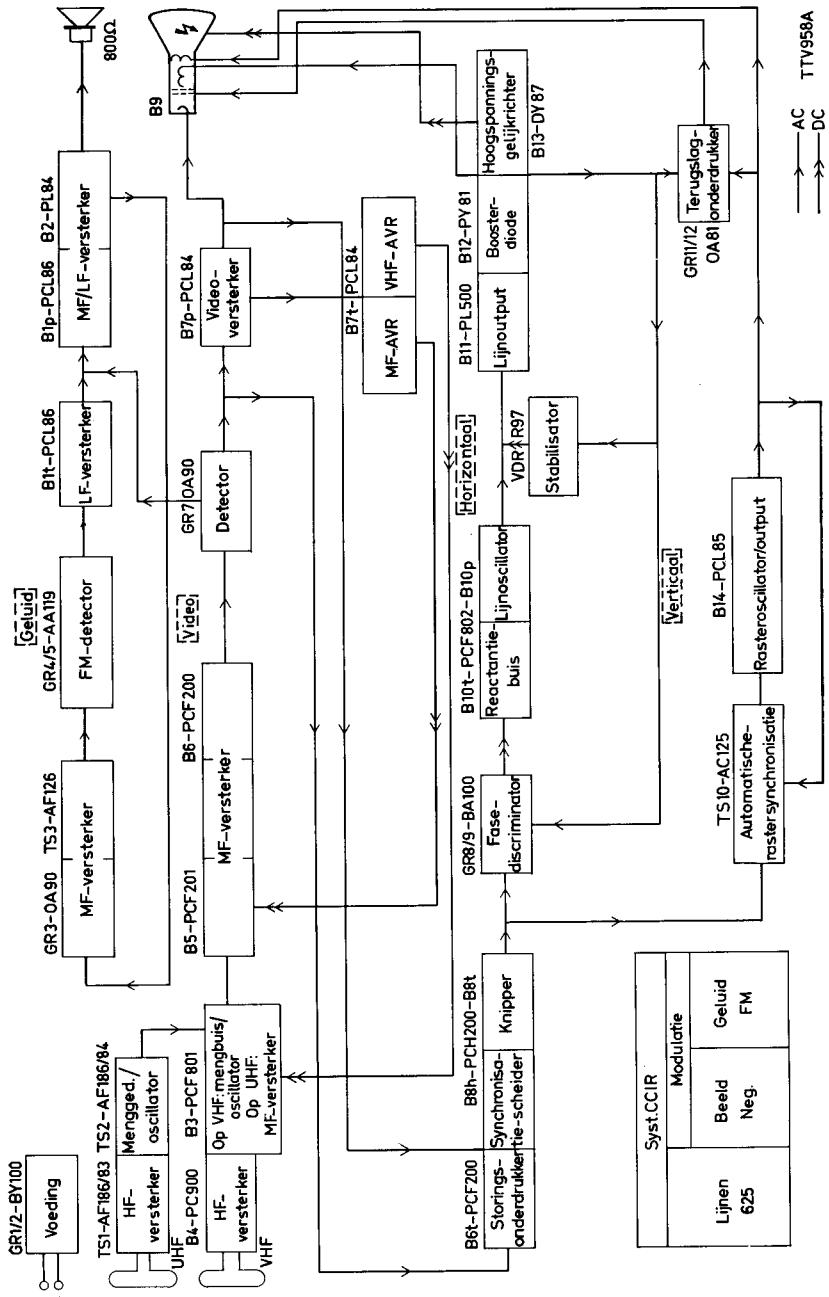 GR1/2-BY100
Voeding
TS1-AF186/83
TS2-AF186/84
HF-
versterker
Mengged./
oscillator
UHF
B4-PC900
B3-PCF801
HF-
versterker
Op VHF:mengbuis/
oscillator
Op UHF:
MF-versterker
VHF
Geluid
GR3-OA90
TS3-AF126
MF-versterker
GR4/5-AA119
FM-detector
B1t-PCL86
LF-versterker
B1p-PCL86
B2-PL84
MF/LF-versterker
800Ω
Video
B5-PCF201
B6-PCF200
MF-versterker
GR7 OA90
Detector
B7p-PCL84
Video-
versterker
B9
B7t-PCL84
MF-AVR
VHF-AVR
Horizontaal
B6t-PCF200
B8h-PCH200-B8t
Storings-
onderdrukker
Synchronisa-
tie-scheider
Knipper
GR8/9-BA100
Fase-
discriminator
B10t-PCF802-B10p
Reactantie-
buis
Lijnoscillator
VDR R97
Stabilisator
B11-PL500
Lijnoutput
B12-PY81
Booster-
diode
Hoogspannings-
gelijkrichter
B13-DY87
Verticaal
TS10-AC125
Automatische-
rastersynchronisatie
B14-PCL85
Rasteroscillator/output
GR11/12
OA81
Terugslag-
onderdrukker
Syst.CCIR
Lijnen
625
Modulatie
Beeld
Neg.
Geluid
FM
AC
DC
TTV958A